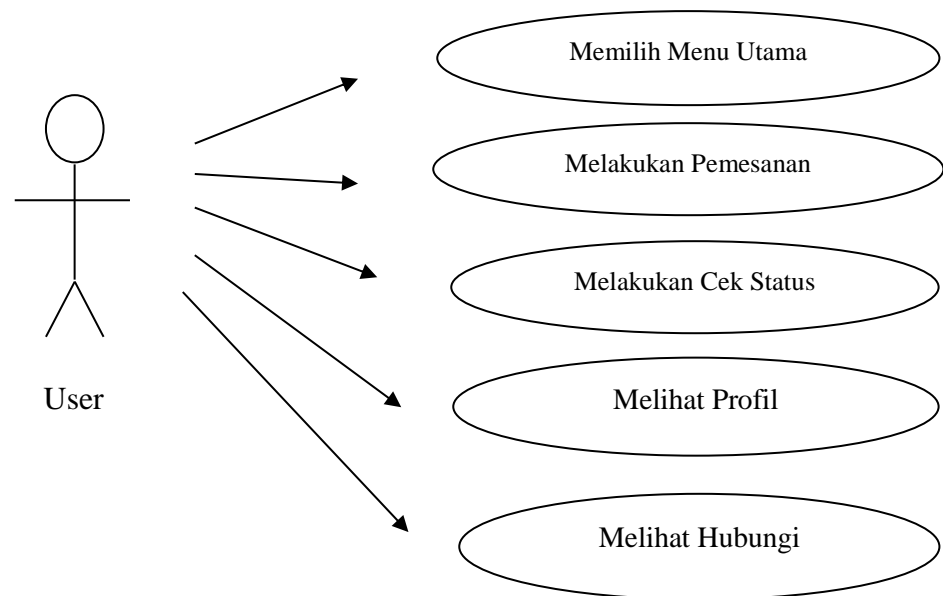 Memilih Menu Utama
Melakukan Pemesanan
Melakukan Cek Status
User
Melihat Profil
Melihat Hubungi